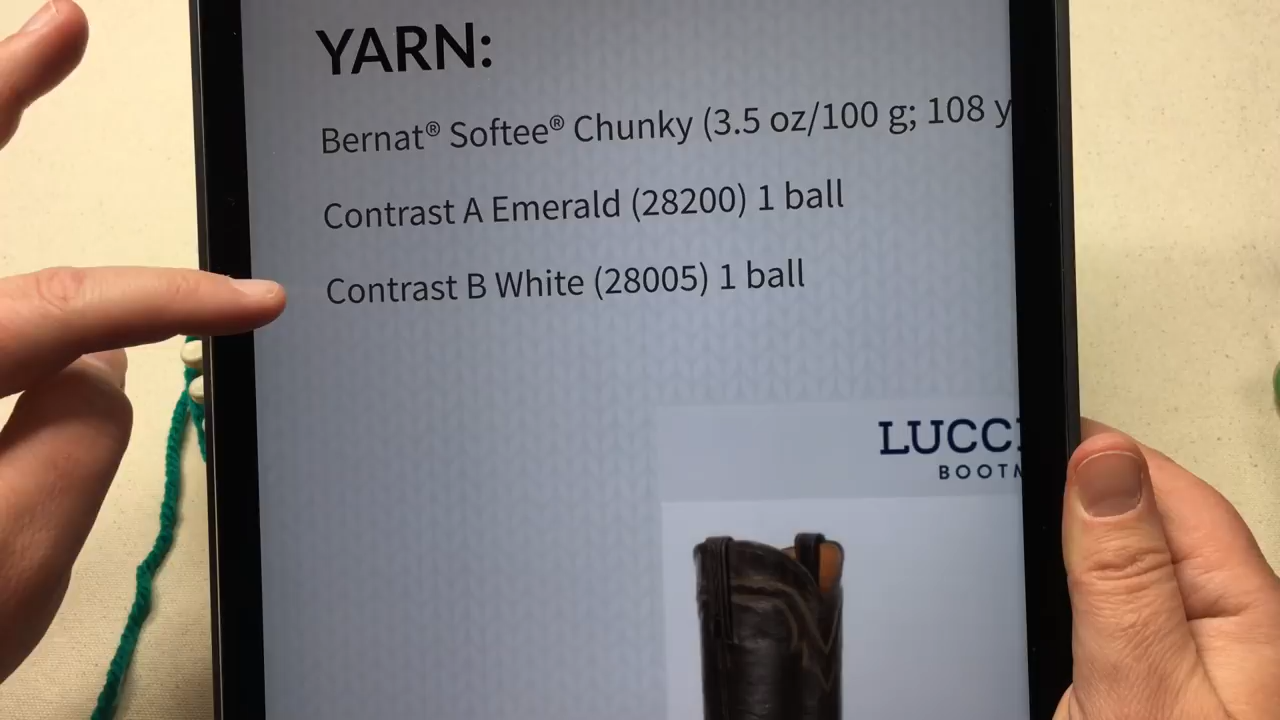 YARN:
Bernat® Softee® Chunky (3.5 oz/100 g; 108 y
Contrast A Emerald (28200) 1 ball
Contrast B White (28005) 1 ball
LUCC
BOOT